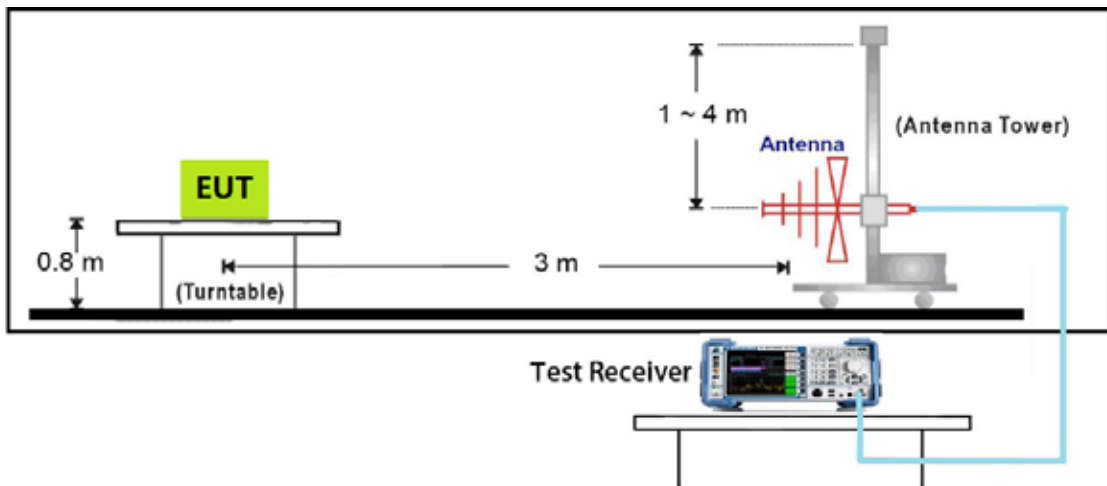 1 ~ 4 m
(Antenna Tower)
Antenna
EUT
0.8 m
3 m
(Turntable)
Test Receiver